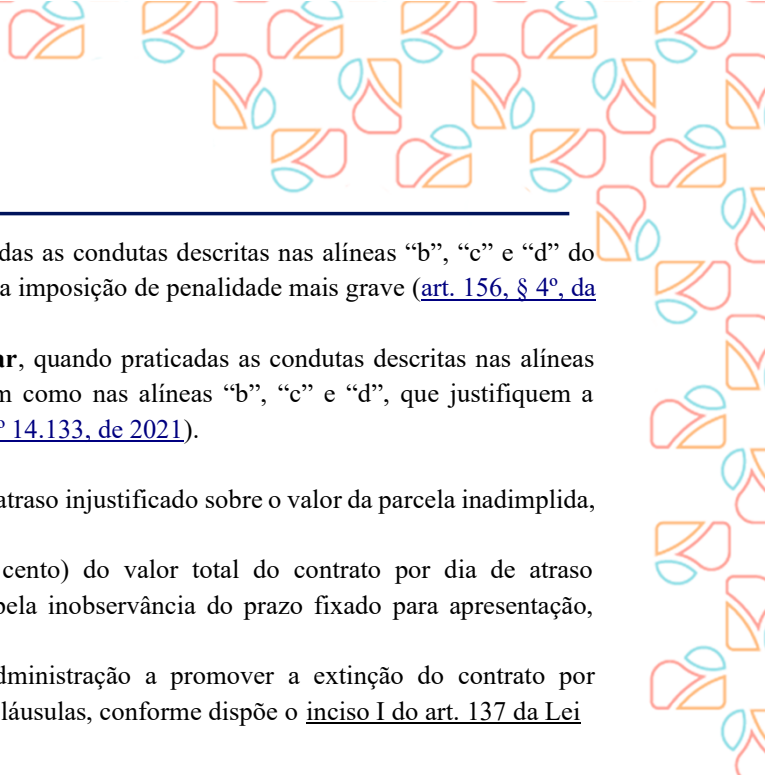 das as condutas descritas nas alíneas “b”, “c” e “d” do
a imposição de penalidade mais grave (art. 156, § 4º, da
ar, quando praticadas as condutas descritas nas alíneas
m como nas alíneas “b”, “c” e “d”, que justifiquem a
º 14.133, de 2021).
atraso injustificado sobre o valor da parcela inadimplida,
cento) do valor total do contrato por dia de atraso
pela inobservância do prazo fixado para apresentação,
dministração a promover a extinção do contrato por
láusulas, conforme dispõe o inciso I do art. 137 da Lei